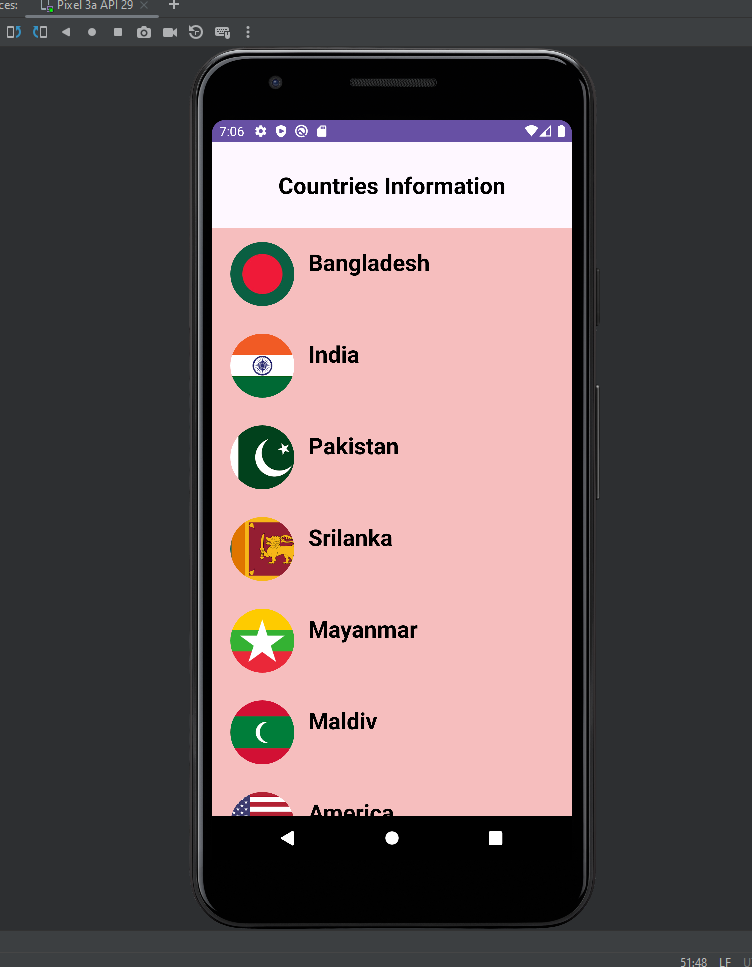 ces:
Pixel 3a API 29
7:06
Countries Information
Bangladesh
India
Pakistan
Srilanka
Mayanmar
Maldiv
America
51:48 LF U